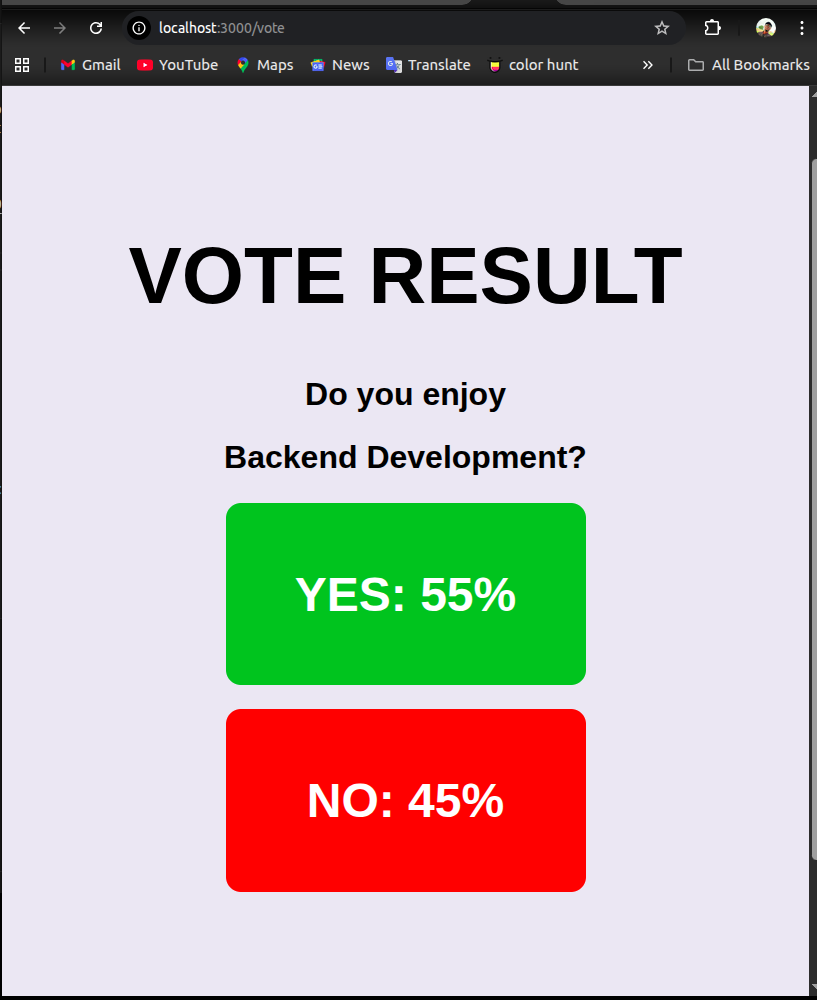 localhost:3000/vote
Gmail YouTube Maps News Translate color hunt » All Bookmarks
VOTE RESULT
Do you enjoy
Backend Development?
YES: 55%
NO: 45%